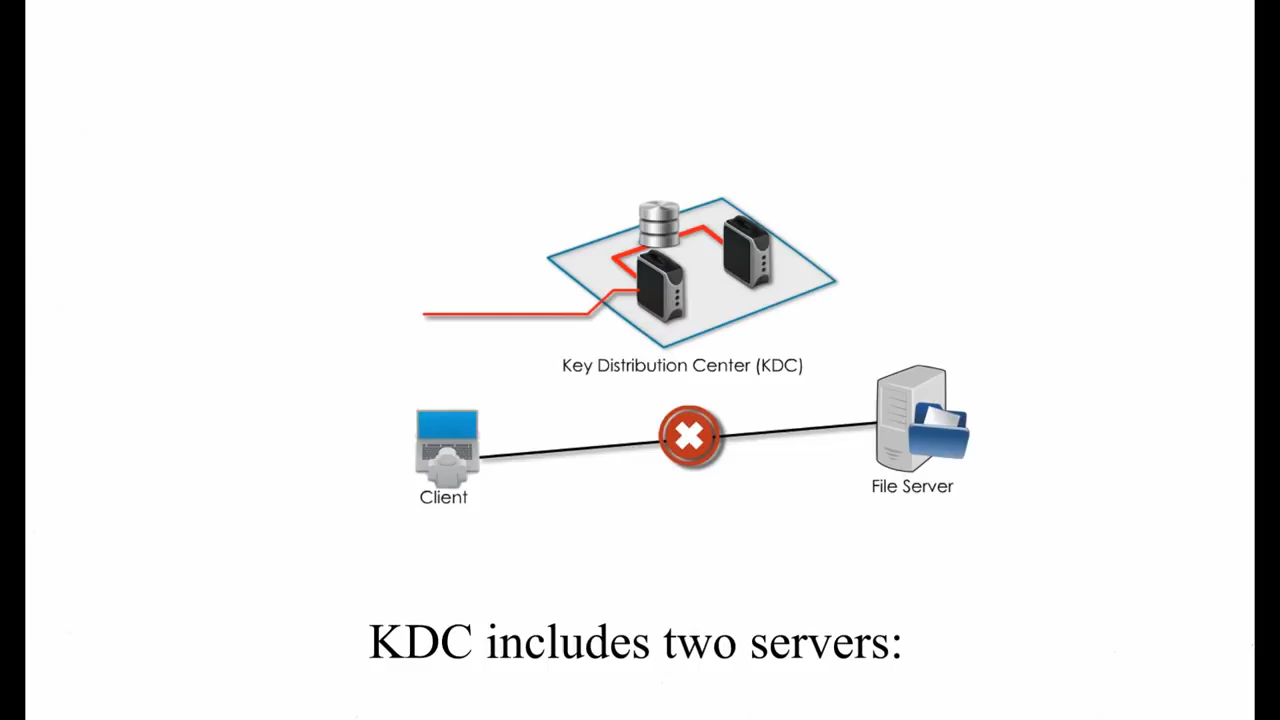 Key Distribution Center (KDC)
Client
File Server
KDC includes two servers: